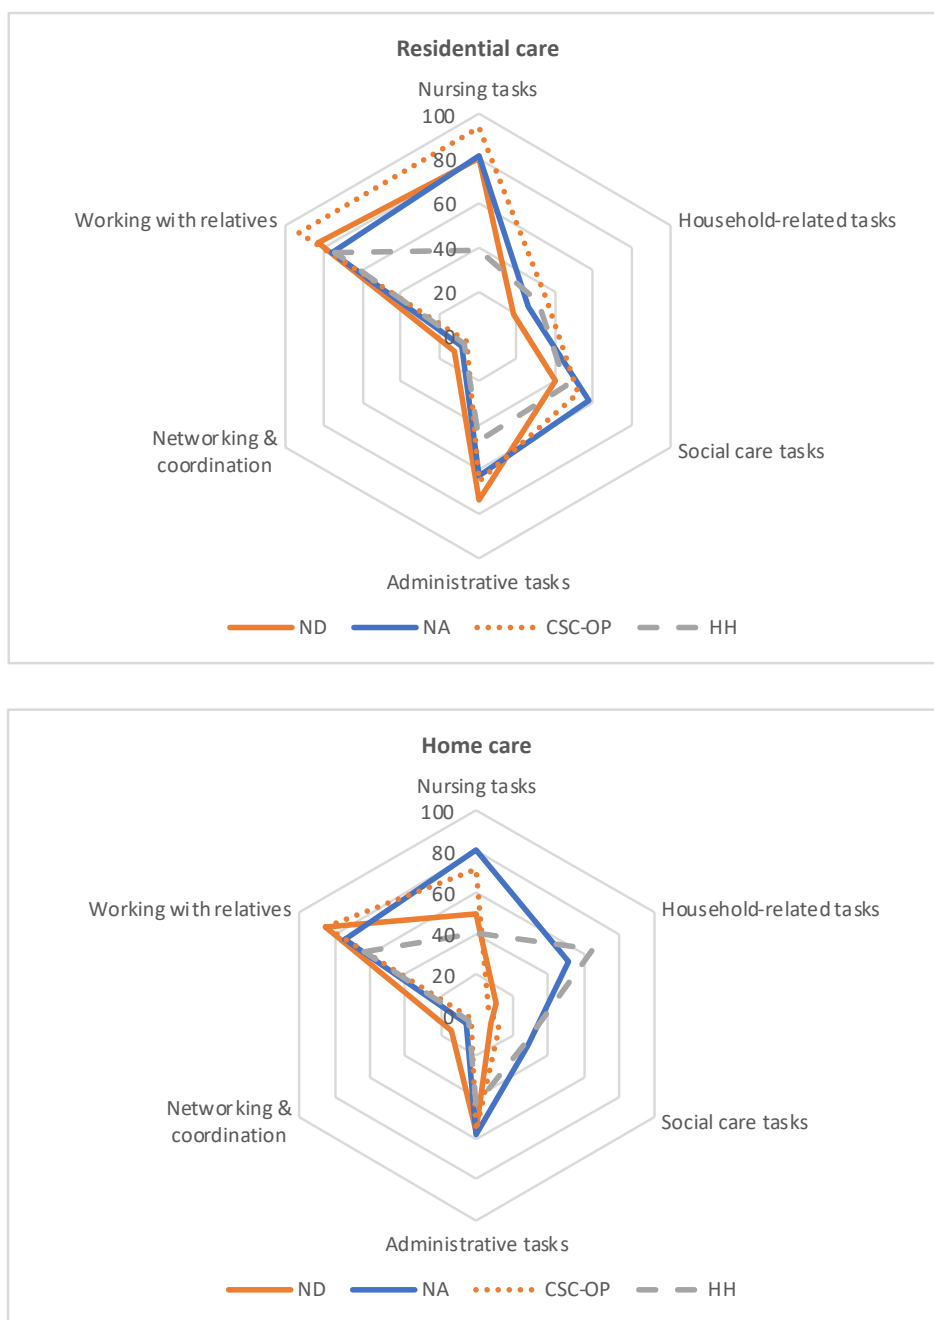 Residential care
Nursing tasks
100
80
60
40
20
0
Household-related tasks
Social care tasks
Administrative tasks
Networking &
coordination
Working with relatives
ND NA CSC-OP HH
Home care
Nursing tasks
100
80
60
40
20
0
Household-related tasks
Social care tasks
Administrative tasks
Networking &
coordination
Working with relatives
ND NA CSC-OP HH